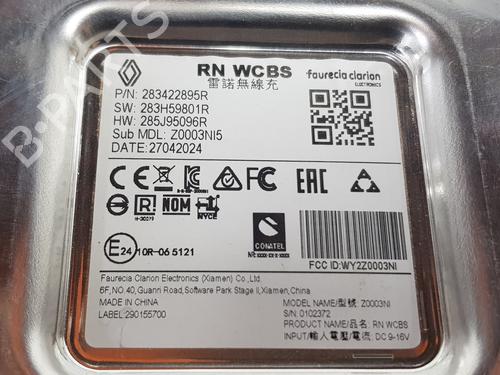 RN WCBS
雷諾無線充
faurecia clarion
ELECTRONICS
P/N: 283422895R
SW: 283H59801R
HW: 285J95096R
Sub MDL: Z0003NI5
DATE: 27042024
CE
EAC
NOM
NYCE
E24 10R-06 5121
CONATEL
FCC ID:WY2Z0003NI
Faurecia Clarion Electronics (Xiamen) Co.,Ltd.
6F, NO.40, Guanri Road, Software Park Stage II, Xiamen, China
MADE IN CHINA
LABEL:290155700
MODEL NAME/型號: Z0003NI
S/N: 0102372
PRODUCT NAME/品名: RN WCBS
INPUT/輸入電壓/電流: DC 9-16V
B-PARTS